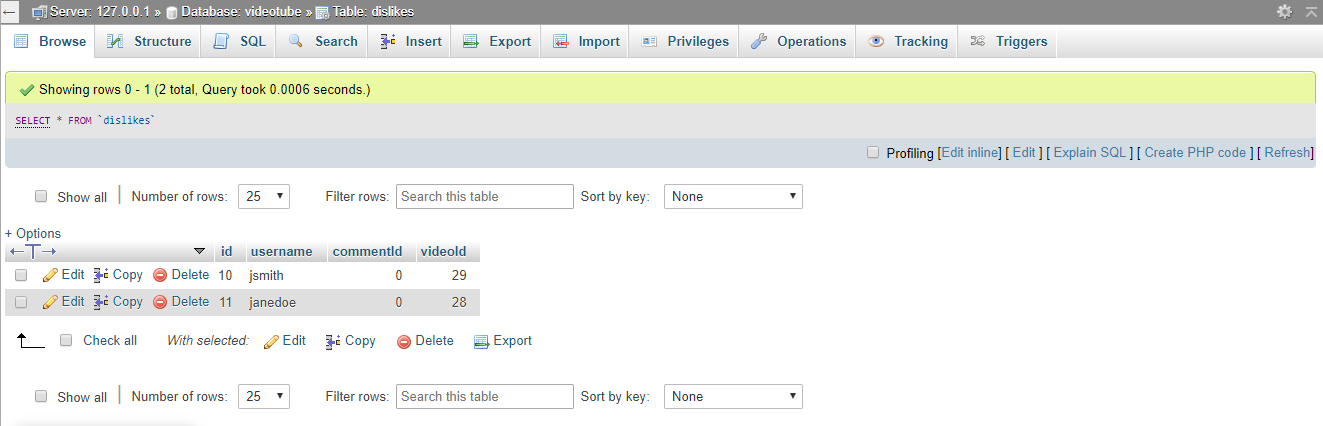 Server: 127.0.0.1 » Database: videotube » Table: dislikes
Browse Structure SQL Search Insert Export Import Privileges Operations Tracking Triggers
Showing rows 0 - 1 (2 total, Query took 0.0006 seconds.)
SELECT * FROM `dislikes`
Profiling [Edit inline] [ Edit ] [ Explain SQL ] [ Create PHP code ] [ Refresh]
Show all | Number of rows: 25 Filter rows: Search this table Sort by key: None
+ Options
←T→ id username commentId videoId
Edit Copy Delete 10 jsmith 0 29
Edit Copy Delete 11 janedoe 0 28
Check all With selected: Edit Copy Delete Export
Show all | Number of rows: 25 Filter rows: Search this table Sort by key: None